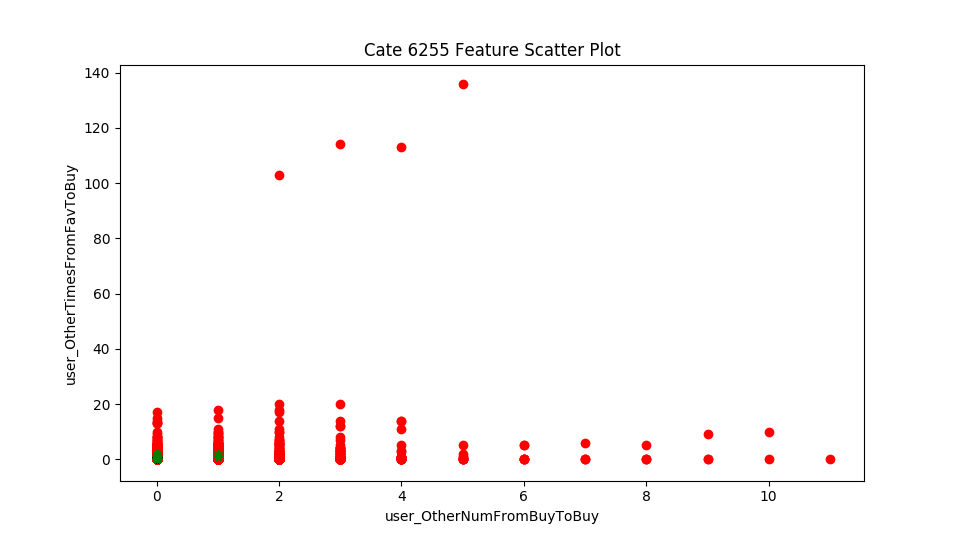 Cate 6255 Feature Scatter Plot
140
120
100
80
60
40
20
0
user_OtherTimesFromFavToBuy
0 2 4 6 8 10
user_OtherNumFromBuyToBuy